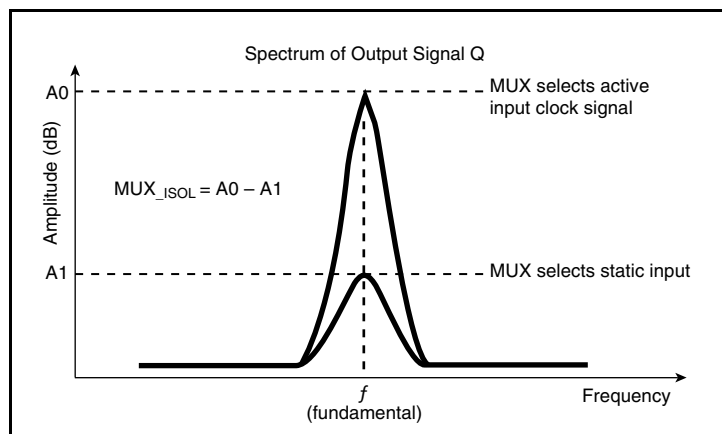 Spectrum of Output Signal Q
A0
MUX selects active
input clock signal
Amplitude (dB)
MUX_ISOL = A0 – A1
A1
MUX selects static input
f
(fundamental)
Frequency